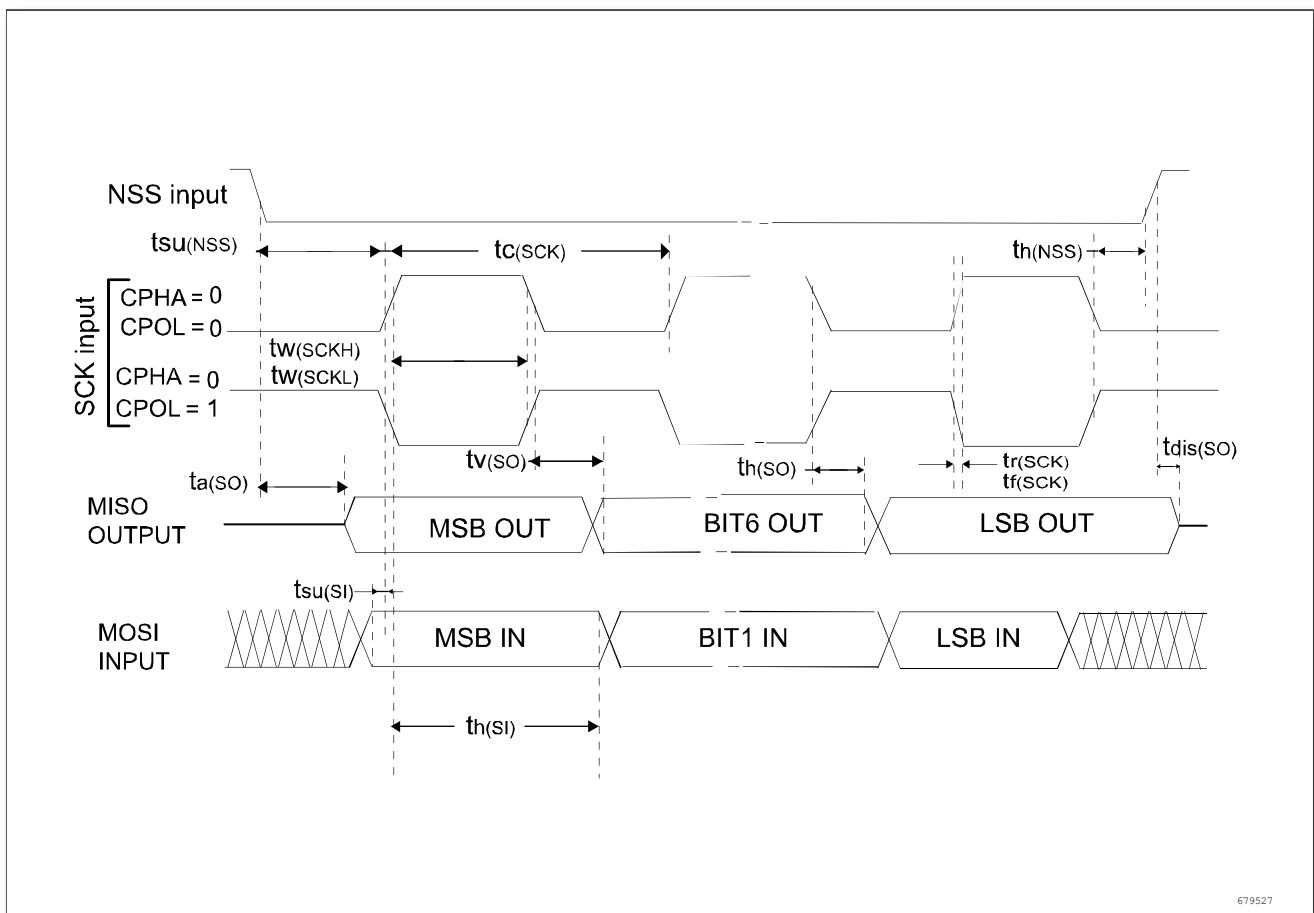 NSS input
tsu(NSS)
tc(SCK)
th(NSS)
SCK input
CPHA = 0
CPOL = 0
tw(SCKH)
CPHA = 0
tw(SCKL)
CPOL = 1
tv(SO)
th(SO)
tr(SCK)
tf(SCK)
tdis(SO)
ta(SO)
MISO
OUTPUT
MSB OUT
BIT6 OUT
LSB OUT
tsu(SI)
MOSI
INPUT
MSB IN
BIT1 IN
LSB IN
th(SI)
679527